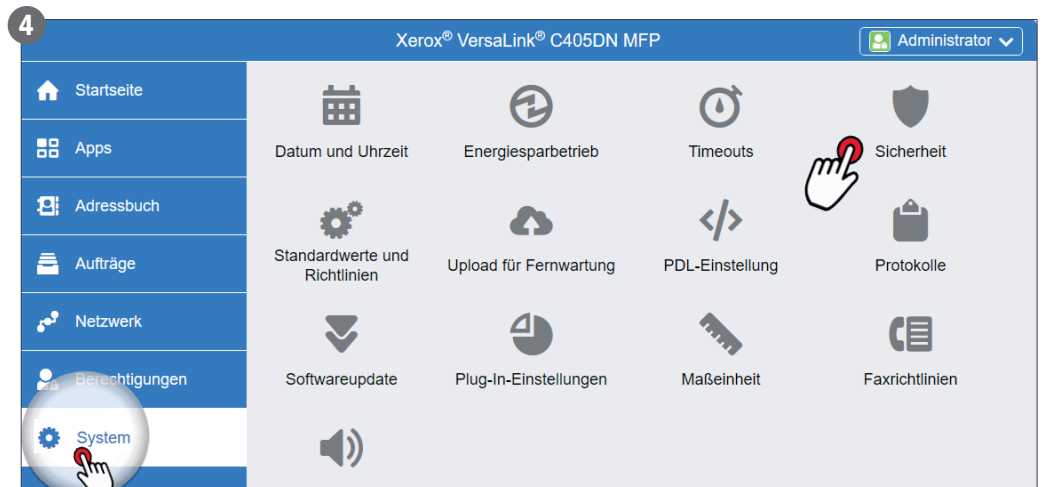 4
Xerox® VersaLink® C405DN MFP
Administrator
Startseite
Apps
Adressbuch
Aufträge
Netzwerk
Berechtigungen
System
Datum und Uhrzeit
Energiesparbetrieb
Timeouts
Sicherheit
Standardwerte und
Richtlinien
Upload für Fernwartung
PDL-Einstellung
Protokolle
Softwareupdate
Plug-In-Einstellungen
Maßeinheit
Faxrichtlinien